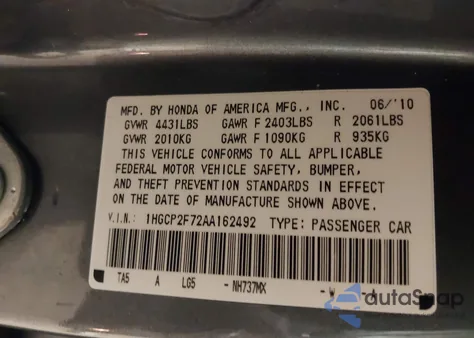 MFD. BY HONDA OF AMERICA MFG., INC. 06/'10
GVWR 4431LBS GAWR F 2403LBS R 2061LBS
GVWR 2010KG GAWR F 1090KG R 935KG
THIS VEHICLE CONFORMS TO ALL APPLICABLE
FEDERAL MOTOR VEHICLE SAFETY, BUMPER,
AND THEFT PREVENTION STANDARDS IN EFFECT
ON THE DATE OF MANUFACTURE SHOWN ABOVE.
V.I.N.: 1HGCP2F72AA162492 TYPE: PASSENGER CAR
TA5 A LG5 -NH737MX -W
autoSnap